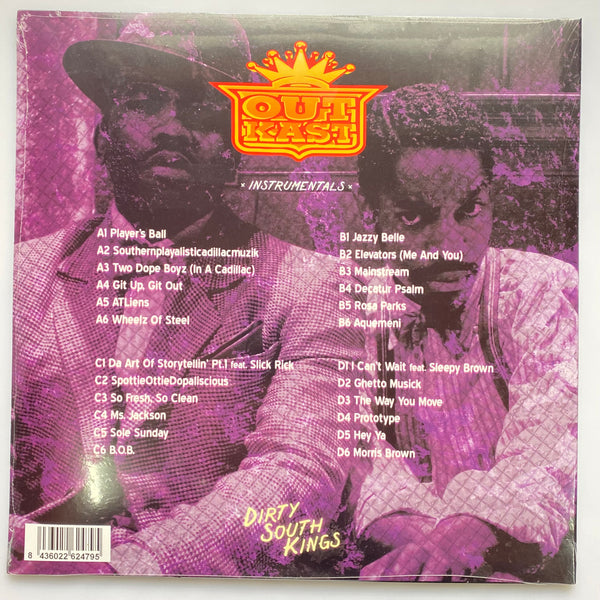 OUT
KAST
× INSTRUMENTALS ×
A1 Player's Ball
A2 Southernplayalisticadillacmuzik
A3 Two Dope Boyz (In A Cadillac)
A4 Git Up, Git Out
A5 ATLiens
A6 Wheelz Of Steel
B1 Jazzy Belle
B2 Elevators (Me And You)
B3 Mainstream
B4 Decatur Psalm
B5 Rosa Parks
B6 Aquemeni
C1 Da Art Of Storytellin' Pt.1 feat. Slick Rick
C2 SpottieOttieDopaliscious
C3 So Fresh, So Clean
C4 Ms. Jackson
C5 Sole Sunday
C6 B.O.B.
D1 I Can't Wait feat. Sleepy Brown
D2 Ghetto Musick
D3 The Way You Move
D4 Prototype
D5 Hey Ya
D6 Morris Brown
DIRTY
SOUTH
KINGS
8 436022 624795